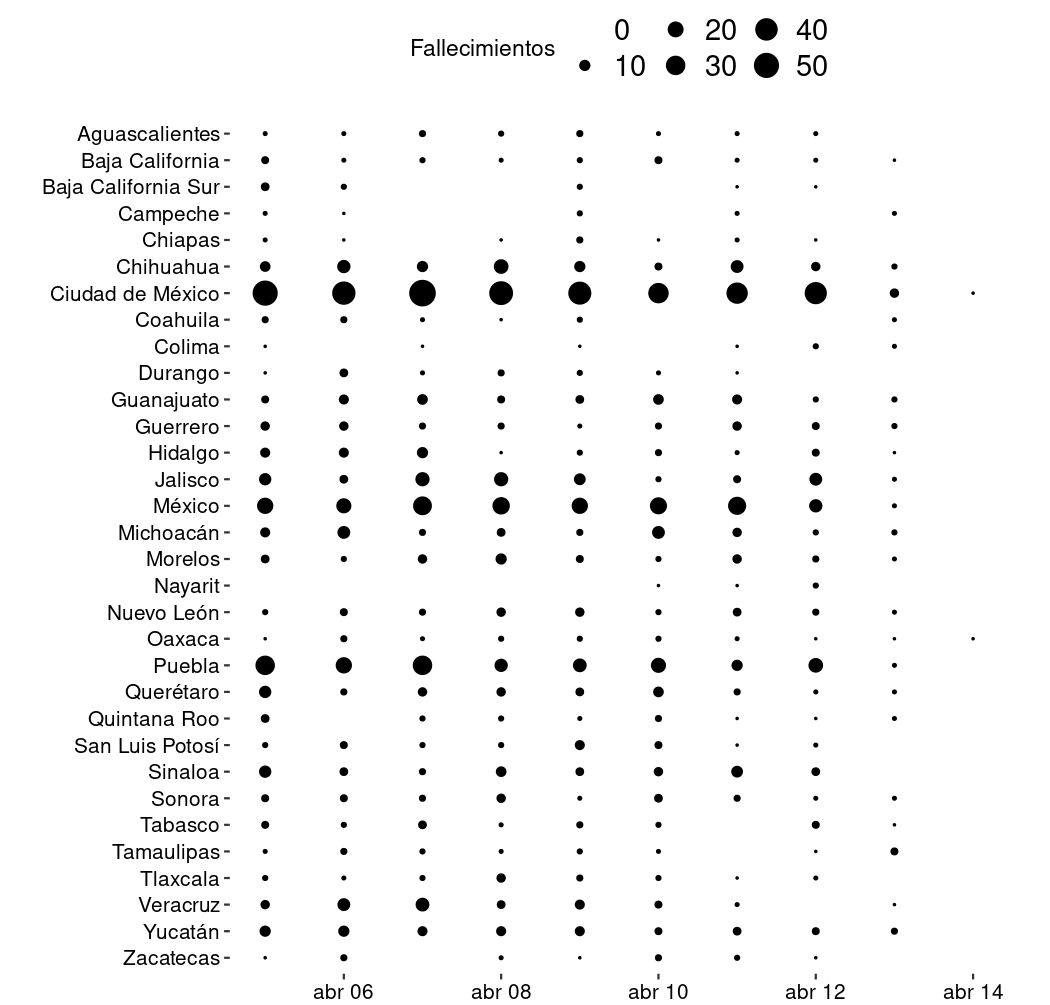 Fallecimientos
0 20 40
10 30 50
Aguascalientes
Baja California
Baja California Sur
Campeche
Chiapas
Chihuahua
Ciudad de México
Coahuila
Colima
Durango
Guanajuato
Guerrero
Hidalgo
Jalisco
México
Michoacán
Morelos
Nayarit
Nuevo León
Oaxaca
Puebla
Querétaro
Quintana Roo
San Luis Potosí
Sinaloa
Sonora
Tabasco
Tamaulipas
Tlaxcala
Veracruz
Yucatán
Zacatecas
abr 06 abr 08 abr 10 abr 12 abr 14